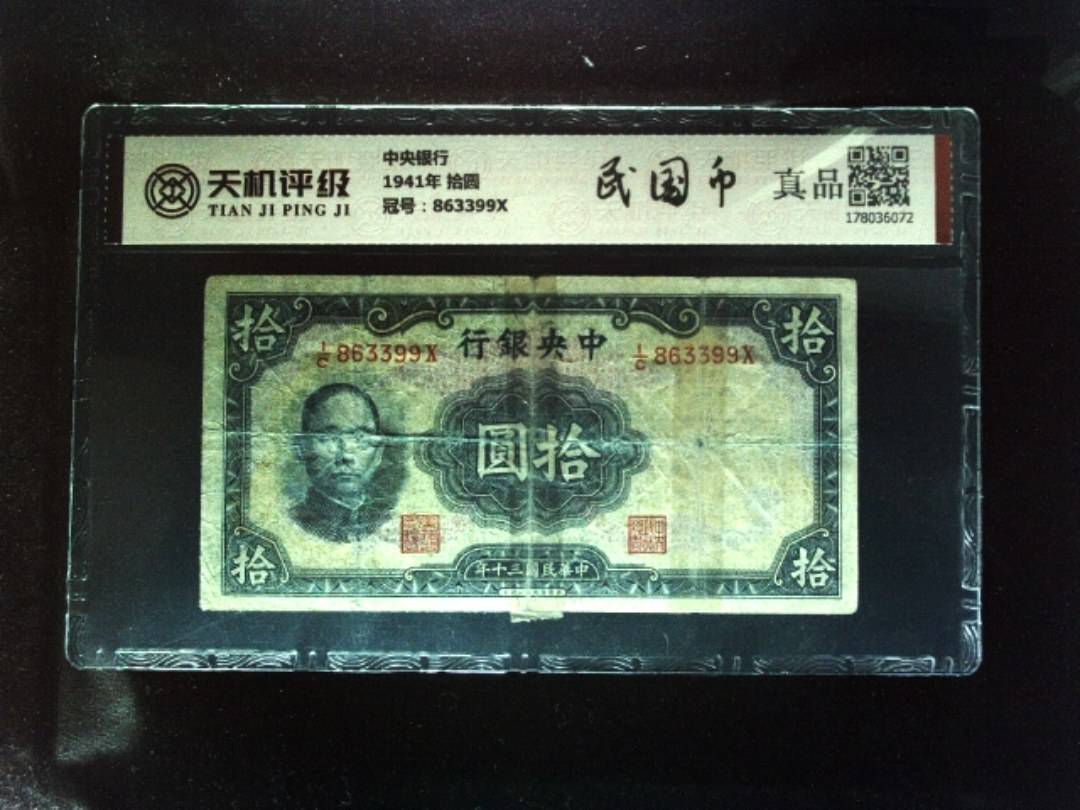 天机评级
TIAN JI PING JI
中央银行
1941年 拾圆
冠号：863399X
民国币
真品
178036072
拾
拾
行銀央中
1/C 863399X
1/C 863399X
圓拾
年十三國民華中
拾
拾